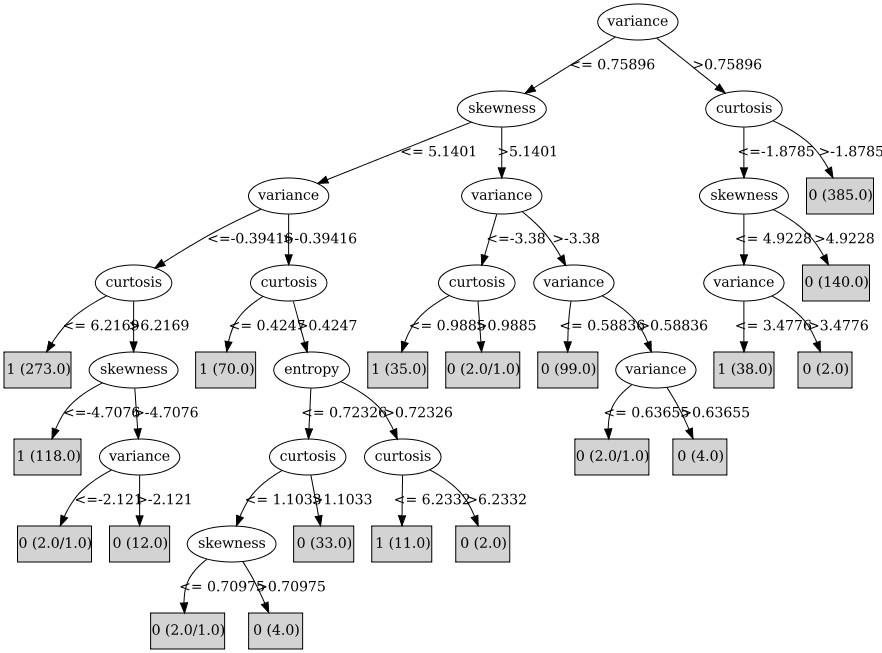 variance
<= 0.75896 >0.75896
skewness curtosis
<= 5.1401 >5.1401 <=-1.8785 >-1.8785
variance variance skewness 0 (385.0)
<=-0.39416 >-0.39416 <=-3.38 >-3.38 <= 4.9228 >4.9228
curtosis curtosis curtosis variance variance 0 (140.0)
<= 6.2169 >6.2169 <= 0.4247 >0.4247 <= 0.9885 >0.9885 <= 0.58836 >0.58836 <= 3.4776 >3.4776
1 (273.0) skewness 1 (70.0) entropy 1 (35.0) 0 (2.0/1.0) 0 (99.0) variance 1 (38.0) 0 (2.0)
<=-4.7076 >-4.7076 <= 0.72326 >0.72326 <= 0.63655 >0.63655
1 (118.0) variance curtosis curtosis 0 (2.0/1.0) 0 (4.0)
<=-2.121 >-2.121 <= 1.1033 >1.1033 <= 6.2332 >6.2332
0 (2.0/1.0) 0 (12.0) skewness 0 (33.0) 1 (11.0) 0 (2.0)
<= 0.70975 >0.70975
0 (2.0/1.0) 0 (4.0)